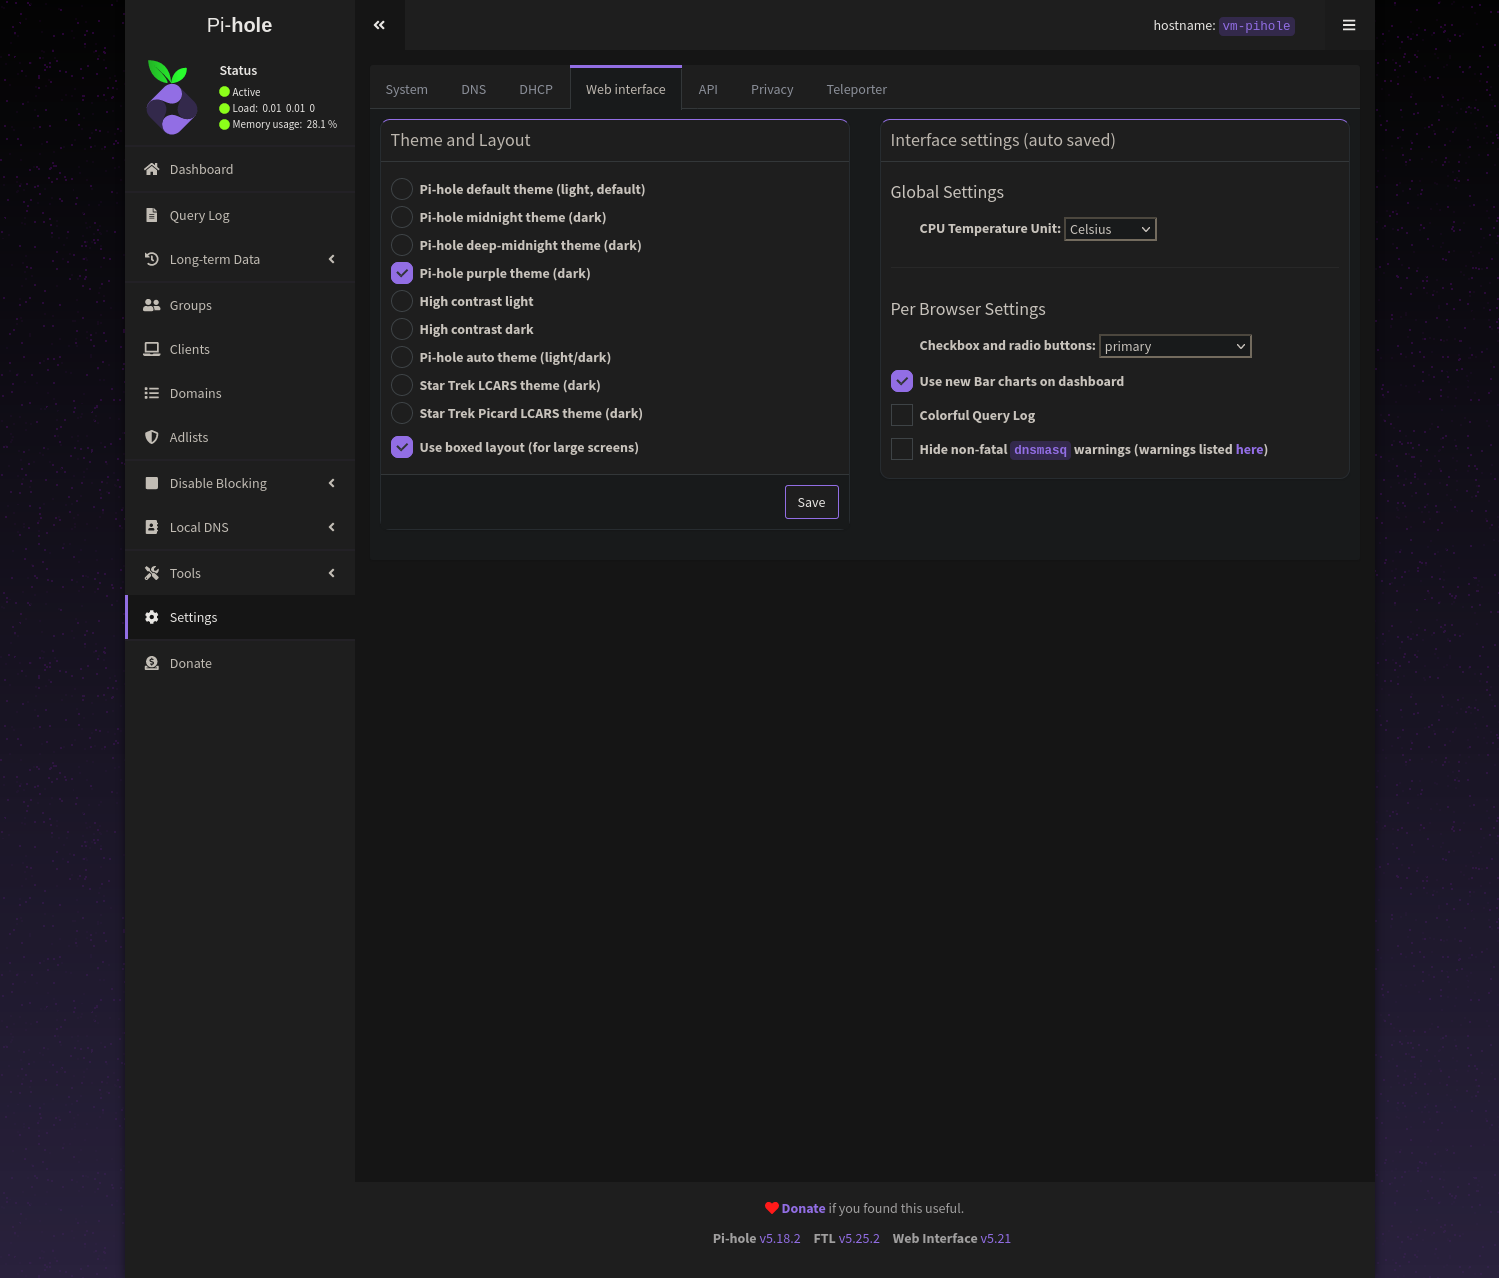 Pi-hole
hostname: vm-pihole
Status
Active
Load: 0.01 0.01 0
Memory usage: 28.1 %
Dashboard
Query Log
Long-term Data
Groups
Clients
Domains
Adlists
Disable Blocking
Local DNS
Tools
Settings
Donate
System DNS DHCP Web interface API Privacy Teleporter
Theme and Layout
Pi-hole default theme (light, default)
Pi-hole midnight theme (dark)
Pi-hole deep-midnight theme (dark)
Pi-hole purple theme (dark)
High contrast light
High contrast dark
Pi-hole auto theme (light/dark)
Star Trek LCARS theme (dark)
Star Trek Picard LCARS theme (dark)
Use boxed layout (for large screens)
Save
Interface settings (auto saved)
Global Settings
CPU Temperature Unit: Celsius
Per Browser Settings
Checkbox and radio buttons: primary
Use new Bar charts on dashboard
Colorful Query Log
Hide non-fatal dnsmasq warnings (warnings listed here)
Donate if you found this useful.
Pi-hole v5.18.2 FTL v5.25.2 Web Interface v5.21